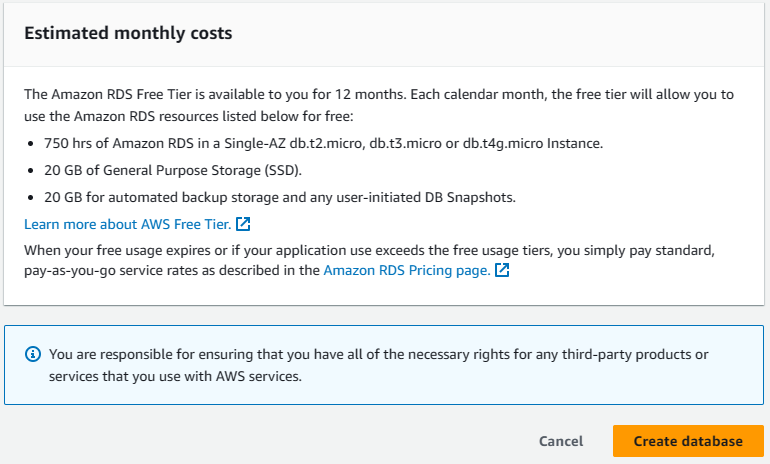 Estimated monthly costs
The Amazon RDS Free Tier is available to you for 12 months. Each calendar month, the free tier will allow you to
use the Amazon RDS resources listed below for free:
• 750 hrs of Amazon RDS in a Single-AZ db.t2.micro, db.t3.micro or db.t4g.micro Instance.
• 20 GB of General Purpose Storage (SSD).
• 20 GB for automated backup storage and any user-initiated DB Snapshots.
Learn more about AWS Free Tier.
When your free usage expires or if your application use exceeds the free usage tiers, you simply pay standard,
pay-as-you-go service rates as described in the Amazon RDS Pricing page.
You are responsible for ensuring that you have all of the necessary rights for any third-party products or
services that you use with AWS services.
Cancel Create database